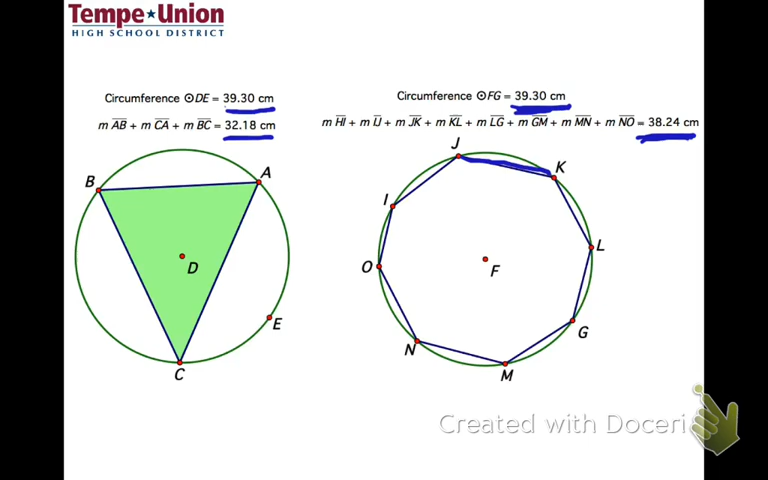 Tempe★Union
HIGH SCHOOL DISTRICT
Circumference ⊙DE = 39.30 cm
m AB + m CA + m BC = 32.18 cm
Circumference ⊙FG = 39.30 cm
m HI + m IJ + m JK + m KL + m LG + m GM + m MN + m NO = 38.24 cm
B
A
D
E
C
J
K
I
L
O
F
G
N
M
Created with Doceri